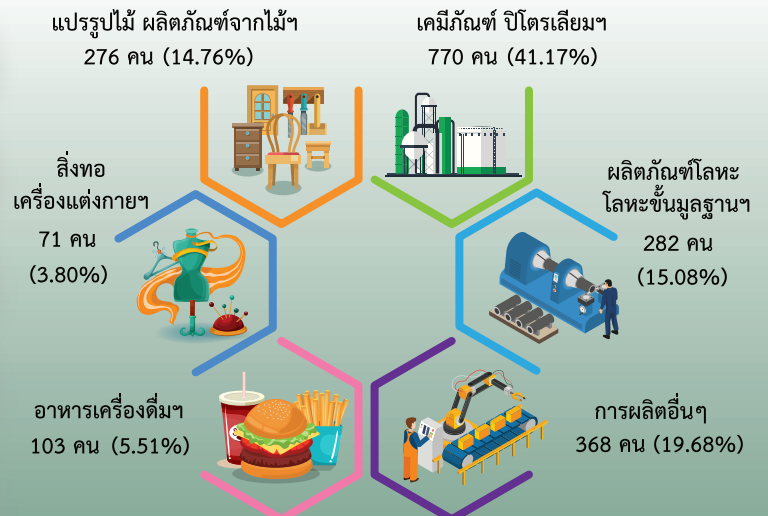 แปรรูปไม้ ผลิตภัณฑ์จากไม้ฯ
276 คน (14.76%)
เคมีภัณฑ์ ปิโตรเลียมฯ
770 คน (41.17%)
สิ่งทอ
เครื่องแต่งกายฯ
71 คน
(3.80%)
ผลิตภัณฑ์โลหะ
โลหะขั้นมูลฐานฯ
282 คน
(15.08%)
อาหารเครื่องดื่มฯ
103 คน (5.51%)
การผลิตอื่นๆ
368 คน (19.68%)